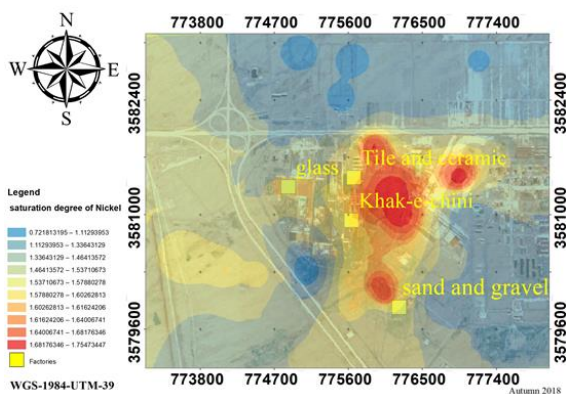 773800 774700 775600 776500 777400
N
W E
S
3582400 3582400
Tile and ceramic
glass
Khak-e-chini
3581000 3581000
sand and gravel
3579600 3579600
Legend
saturation degree of Nickel
0.721813195 – 1.11293953
1.11293953 – 1.33643129
1.33643129 – 1.46413572
1.46413572 – 1.53710673
1.53710673 – 1.57880278
1.57880278 – 1.60262813
1.60262813 – 1.61624206
1.61624206 – 1.64006741
1.64006741 – 1.68176346
1.68176346 – 1.75473447
Factories
WGS-1984-UTM-39
773800 774700 775600 776500 777400
Autumn 2018